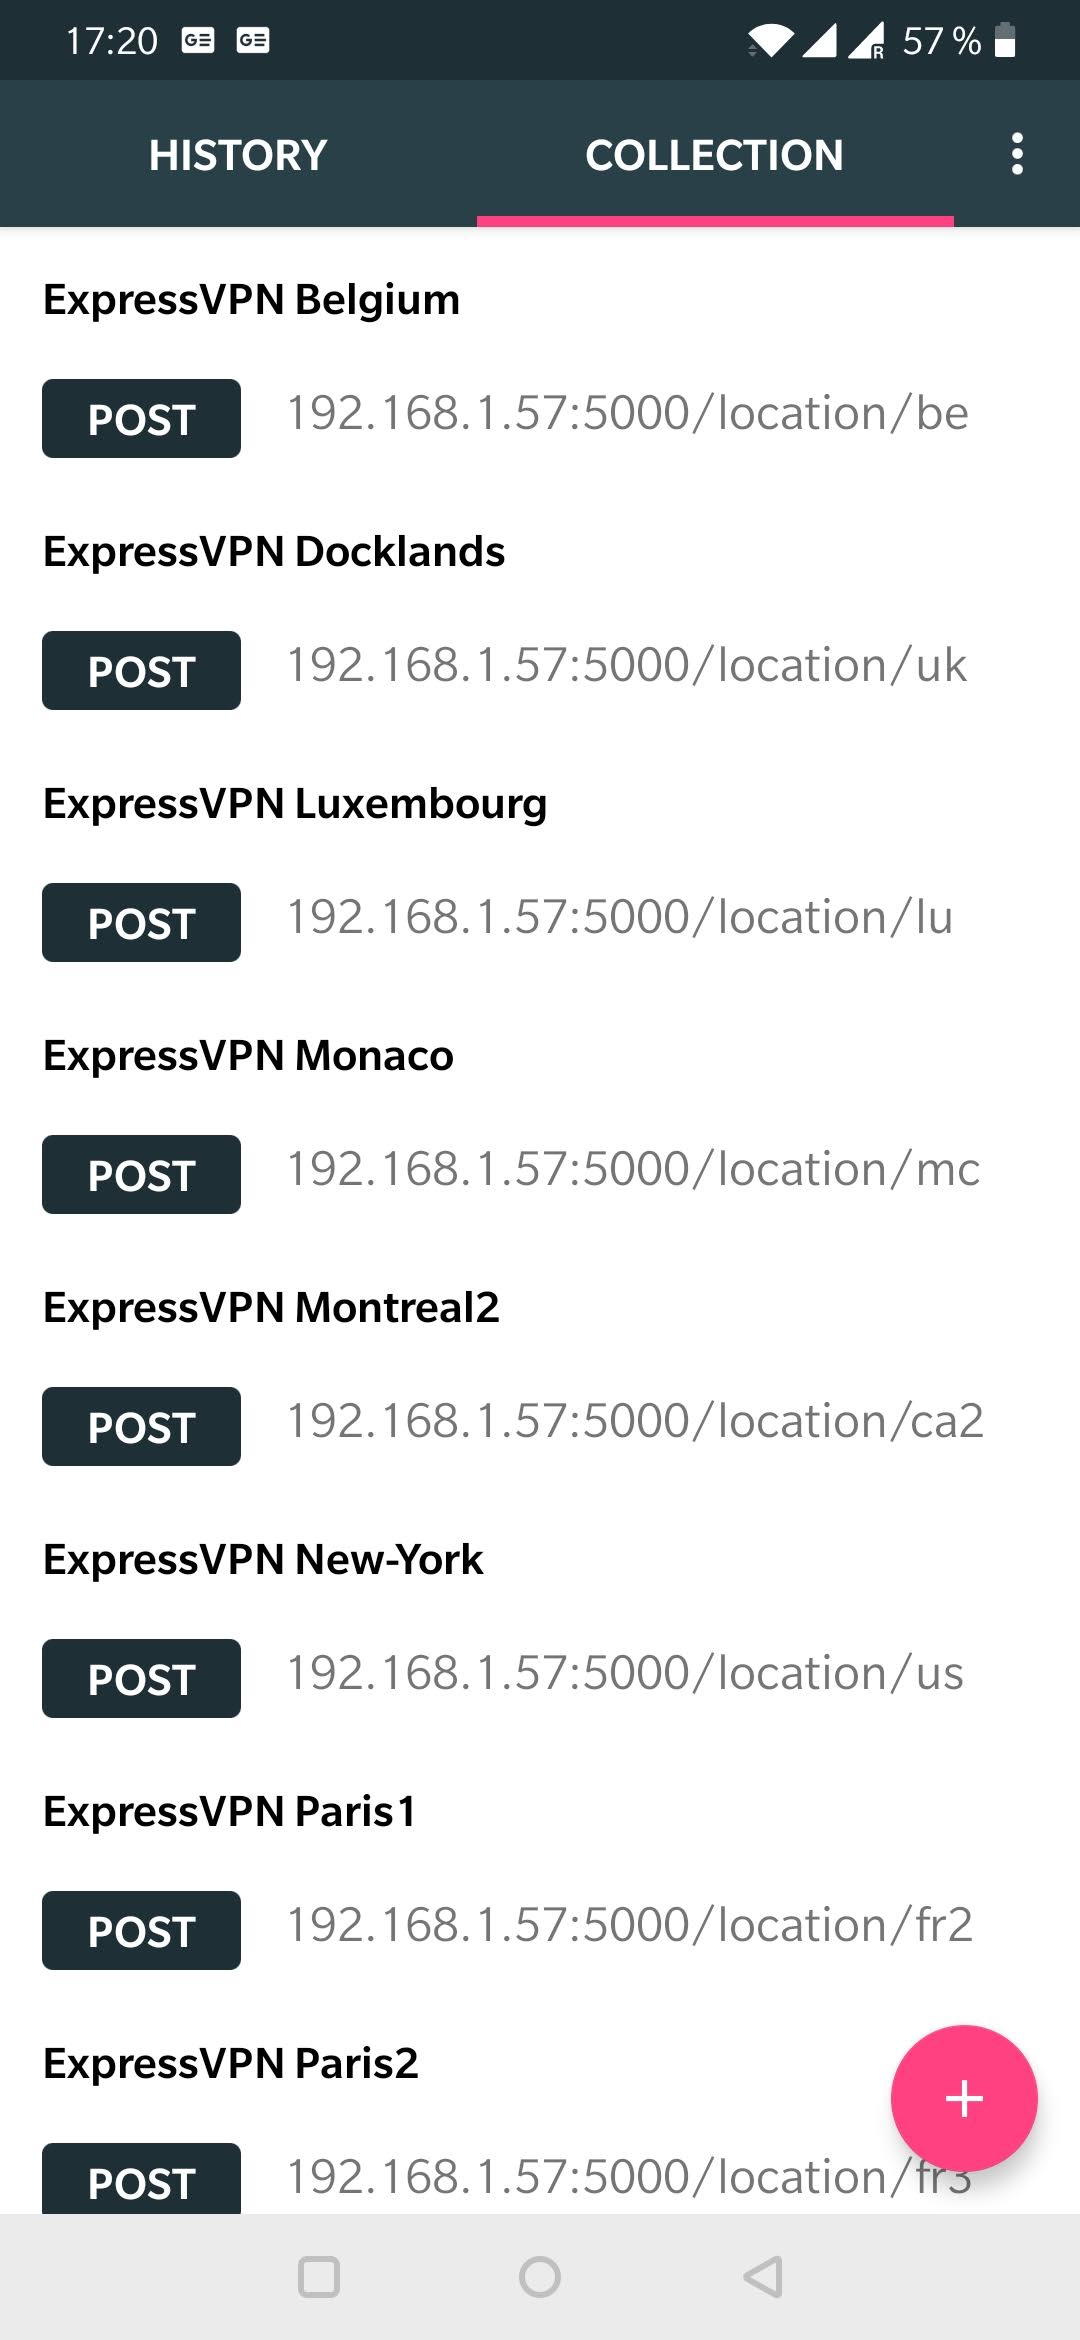 17:20 GE GE R 57 %
HISTORY COLLECTION
ExpressVPN Belgium
POST 192.168.1.57:5000/location/be
ExpressVPN Docklands
POST 192.168.1.57:5000/location/uk
ExpressVPN Luxembourg
POST 192.168.1.57:5000/location/lu
ExpressVPN Monaco
POST 192.168.1.57:5000/location/mc
ExpressVPN Montreal2
POST 192.168.1.57:5000/location/ca2
ExpressVPN New-York
POST 192.168.1.57:5000/location/us
ExpressVPN Paris1
POST 192.168.1.57:5000/location/fr2
ExpressVPN Paris2
POST 192.168.1.57:5000/location/fr3